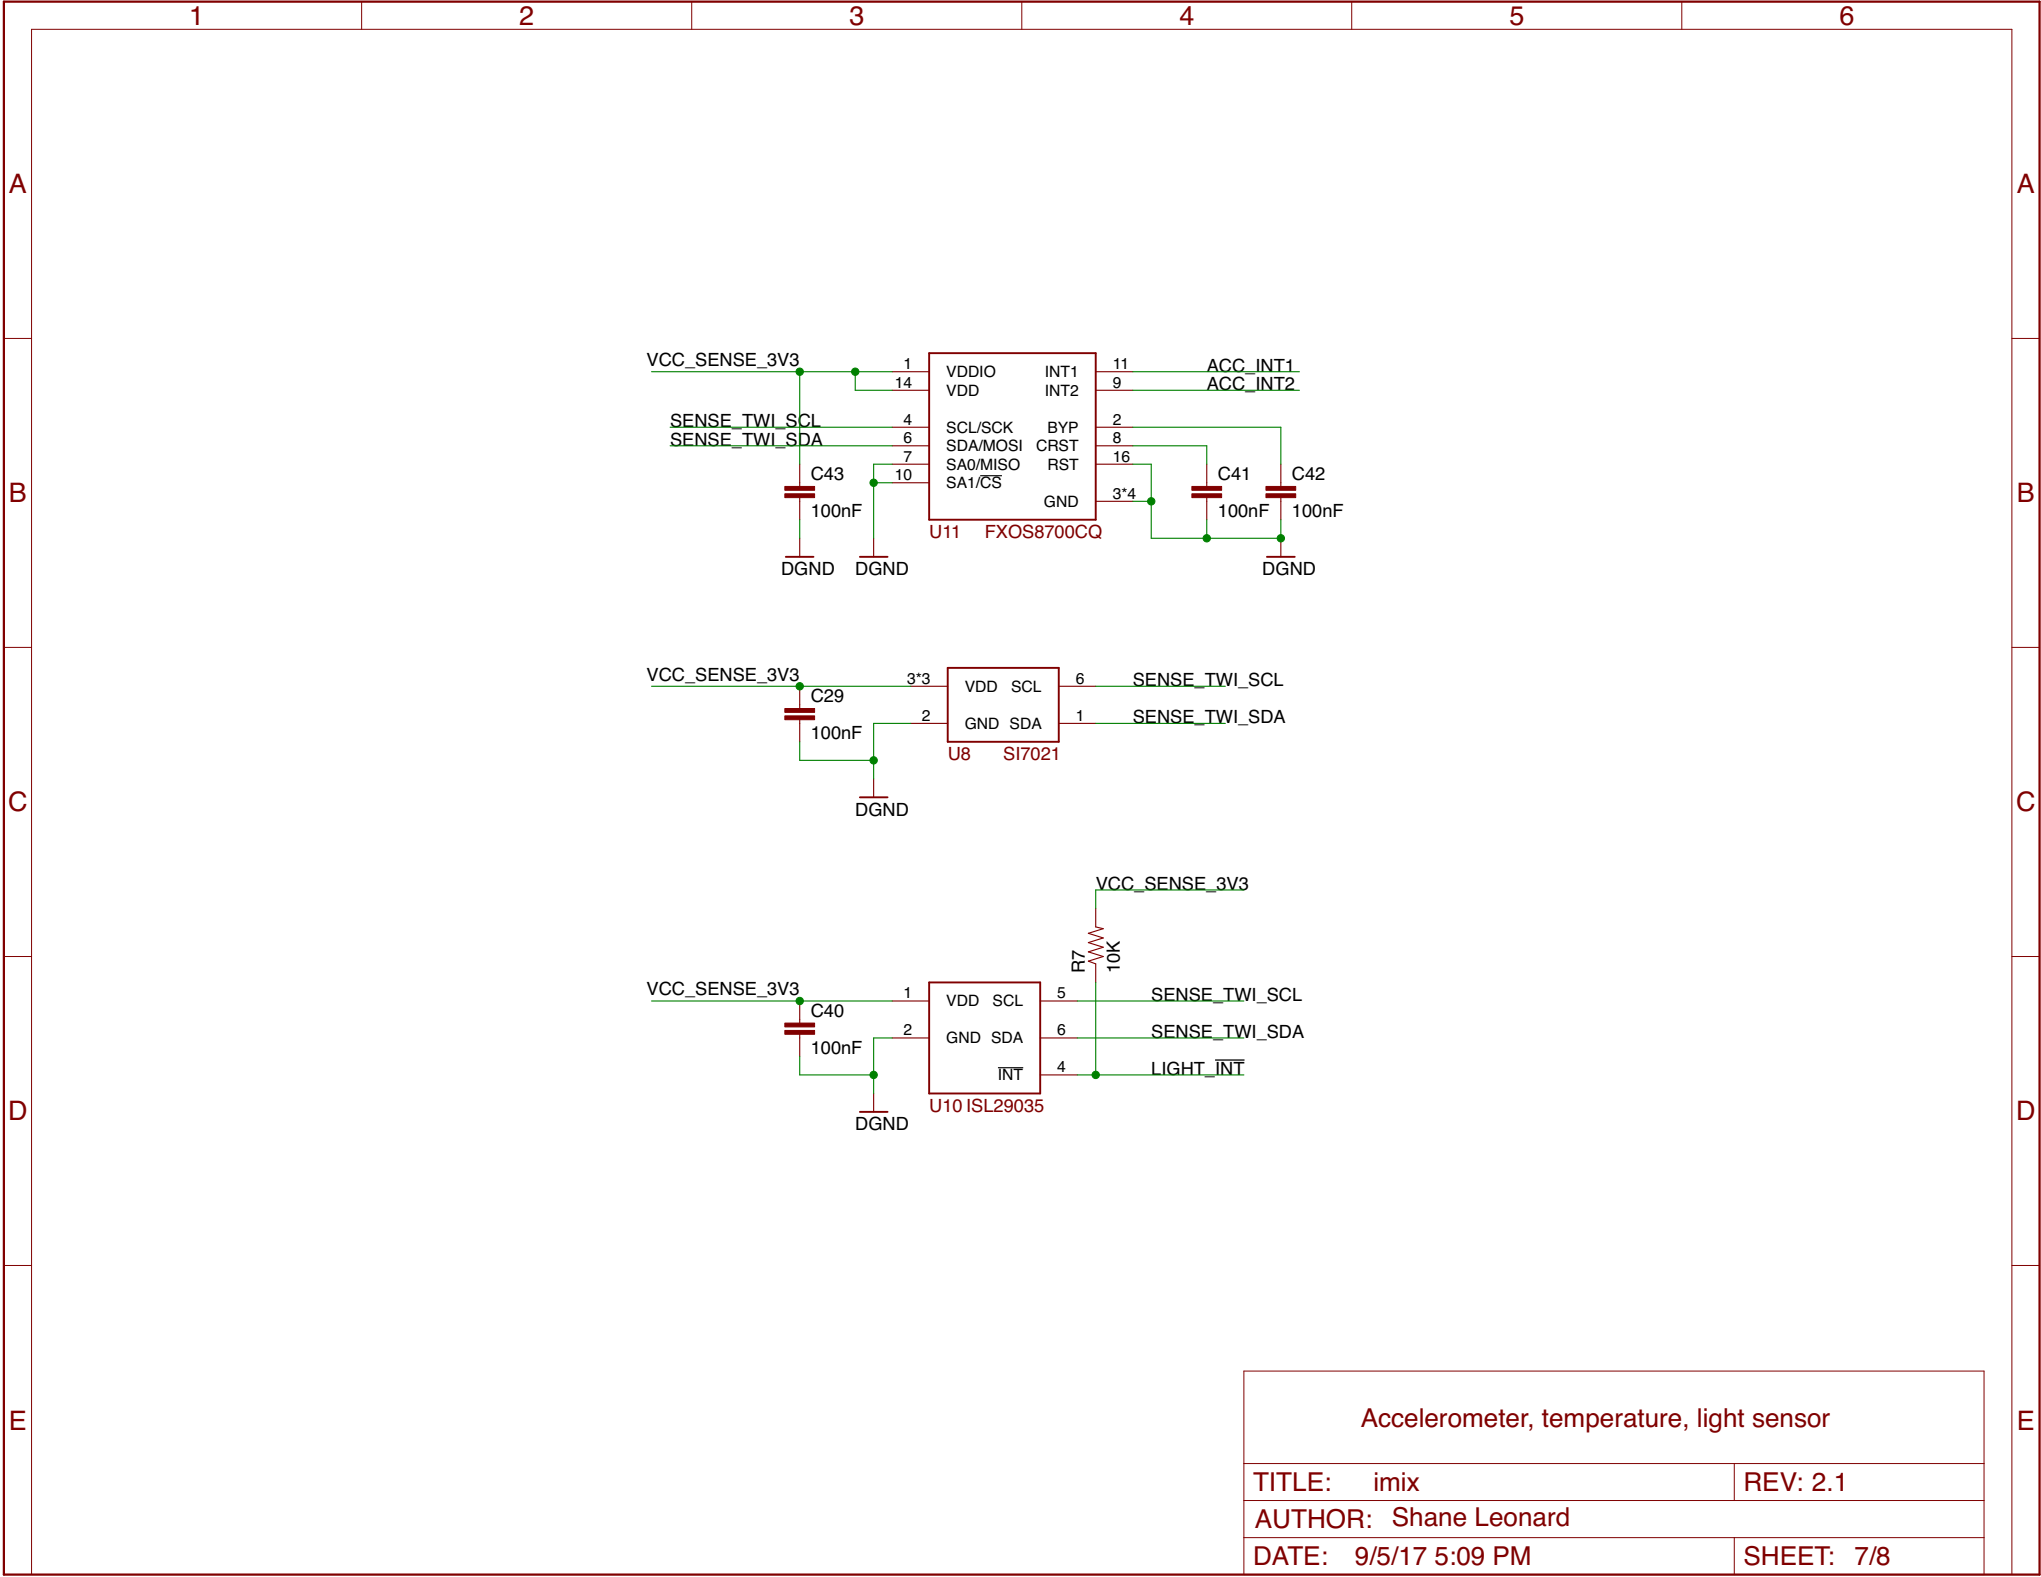 1 2 3 4 5 6
A A
VCC_SENSE_3V3 1 VDDIO INT1 11 ACC_INT1
14 VDD INT2 9 ACC_INT2
SENSE_TWI_SCL 4 SCL/SCK BYP 2
SENSE_TWI_SDA 6 SDA/MOSI CRST 8
7 SA0/MISO RST 16
C43 10 SA1/CS C41 C42
B B
100nF GND 3*4 100nF 100nF
U11 FXOS8700CQ
DGND DGND DGND
VCC_SENSE_3V3 3*3 VDD SCL 6 SENSE_TWI_SCL
C29
100nF 2 GND SDA 1 SENSE_TWI_SDA
U8 SI7021
C C
DGND
VCC_SENSE_3V3
R7 10K
VCC_SENSE_3V3 1 VDD SCL 5 SENSE_TWI_SCL
C40
100nF 2 GND SDA 6 SENSE_TWI_SDA
INT 4 LIGHT_INT
U10 ISL29035
D D
DGND
E E
Accelerometer, temperature, light sensor
TITLE: imix REV: 2.1
AUTHOR: Shane Leonard
DATE: 9/5/17 5:09 PM SHEET: 7/8